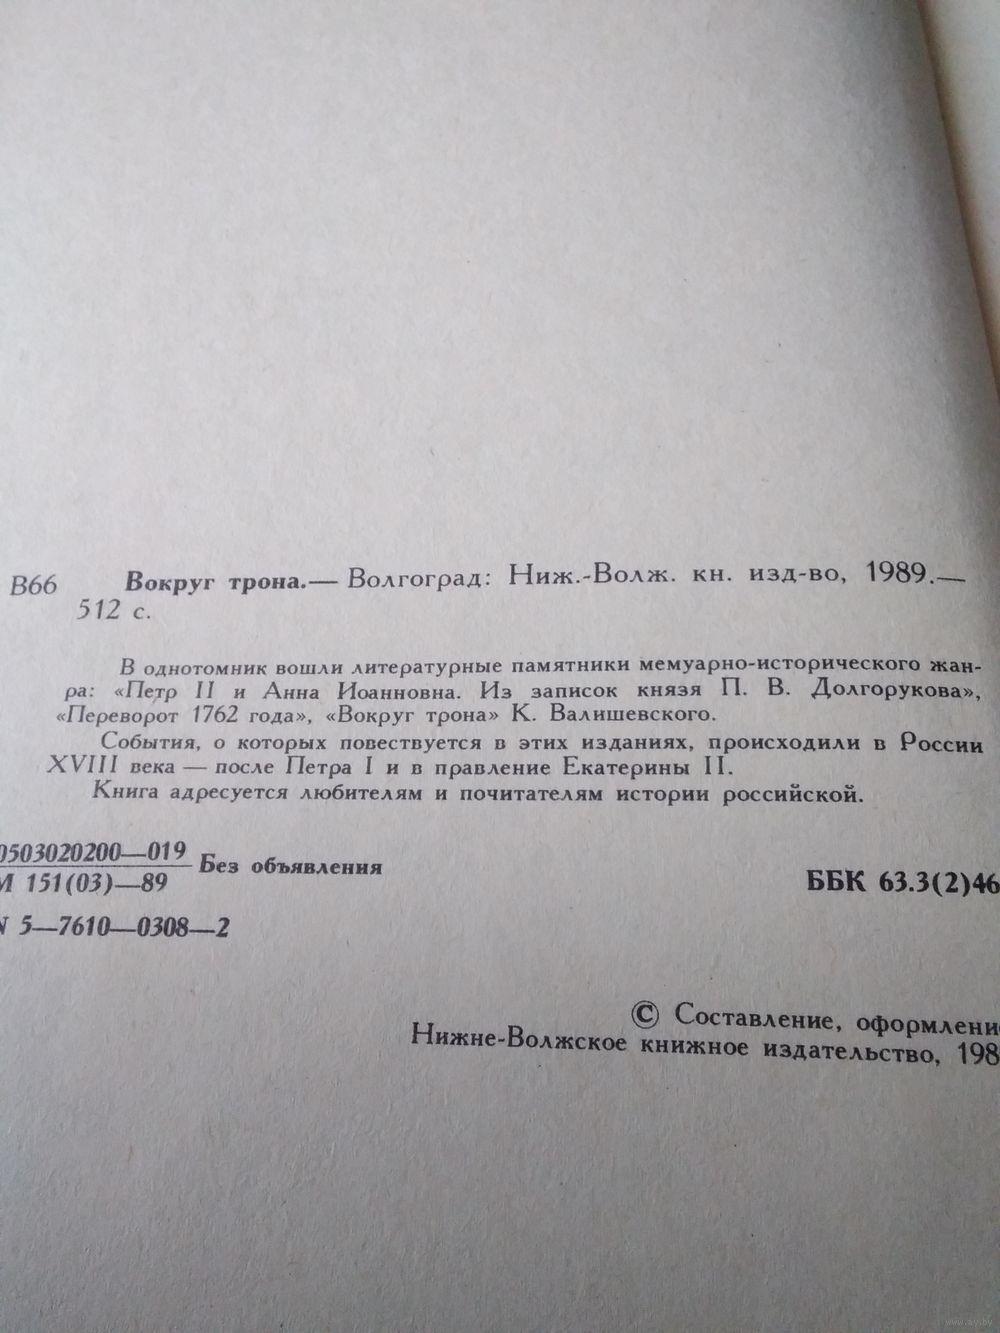 В66 Вокруг трона.— Волгоград: Ниж.-Волж. кн. изд-во, 1989.—
512 с.
В однотомник вошли литературные памятники мемуарно-исторического жан-
ра: «Петр II и Анна Иоанновна. Из записок князя П. В. Долгорукова»,
«Переворот 1762 года», «Вокруг трона» К. Валишевского.
События, о которых повествуется в этих изданиях, происходили в России
XVIII века — после Петра I и в правление Екатерины II.
Книга адресуется любителям и почитателям истории российской.
0503020200—019
М 151(03)—89
Без объявления
ББК 63.3(2)46
N 5—7610—0308—2
© Составление, оформлени
Нижне-Волжское книжное издательство, 198
www.ay.by